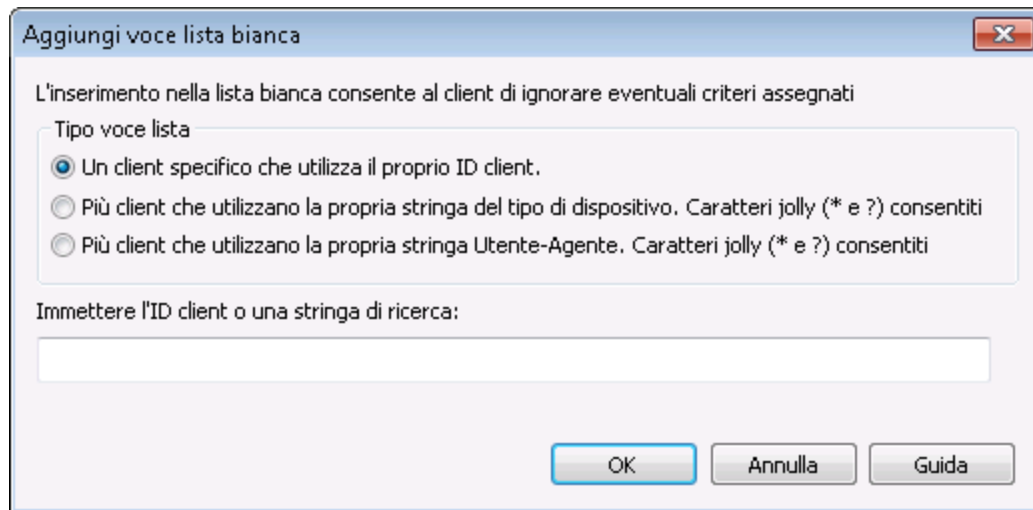 Aggiungi voce lista bianca
L'inserimento nella lista bianca consente al client di ignorare eventuali criteri assegnati
Tipo voce lista
Un client specifico che utilizza il proprio ID client.
Più client che utilizzano la propria stringa del tipo di dispositivo. Caratteri jolly (* e ?) consentiti
Più client che utilizzano la propria stringa Utente-Agente. Caratteri jolly (* e ?) consentiti
Immettere l'ID client o una stringa di ricerca:
OK Annulla Guida